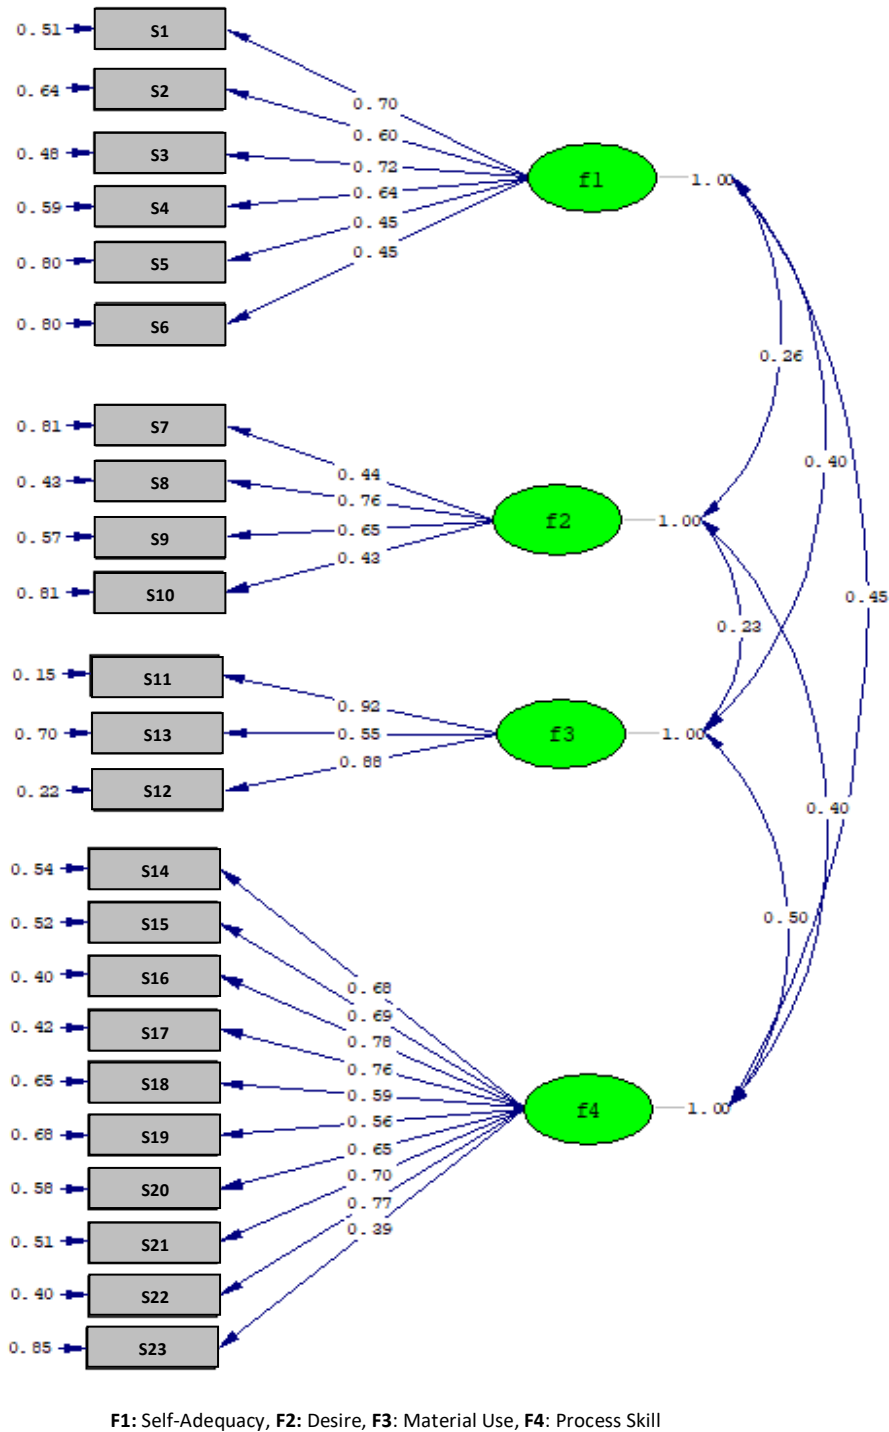 0.51 S1
0.64 S2
0.70
0.60
0.48 S3
0.72
f1 1.00
0.59 S4
0.64
0.45
0.80 S5
0.45
0.80 S6
0.26
0.81 S7
0.40
0.44
0.43 S8
0.76
f2 1.00
0.57 S9
0.65
0.43
0.81 S10
0.45
0.23
0.15 S11
0.92
0.70 S13
0.55
f3 1.00
0.88
0.22 S12
0.40
0.54 S14
0.50
0.52 S15
0.40 S16
0.68
0.69
0.42 S17
0.78
0.76
0.65 S18
0.59
f4 1.00
0.56
0.68 S19
0.65
0.70
0.58 S20
0.77
0.39
0.51 S21
0.40 S22
0.85 S23
F1: Self-Adequacy, F2: Desire, F3: Material Use, F4: Process Skill